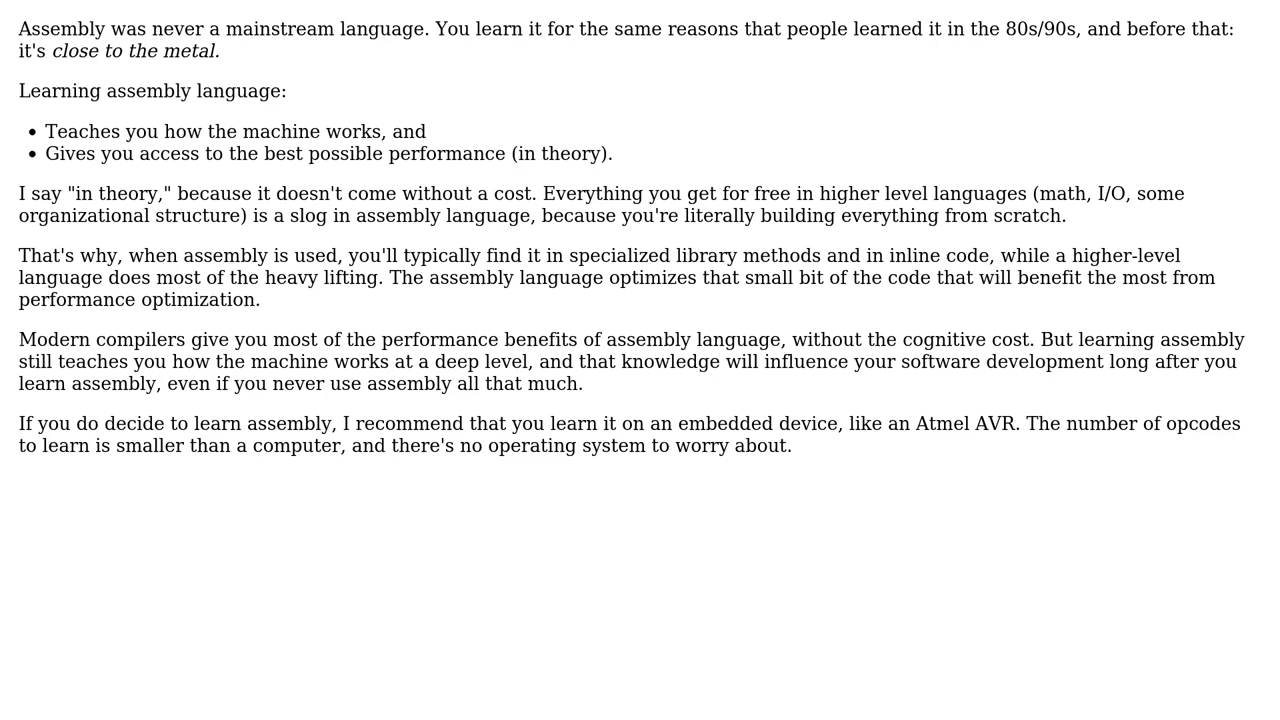 Assembly was never a mainstream language. You learn it for the same reasons that people learned it in the 80s/90s, and before that:
it's close to the metal.
Learning assembly language:
• Teaches you how the machine works, and
• Gives you access to the best possible performance (in theory).
I say "in theory," because it doesn't come without a cost. Everything you get for free in higher level languages (math, I/O, some
organizational structure) is a slog in assembly language, because you're literally building everything from scratch.
That's why, when assembly is used, you'll typically find it in specialized library methods and in inline code, while a higher-level
language does most of the heavy lifting. The assembly language optimizes that small bit of the code that will benefit the most from
performance optimization.
Modern compilers give you most of the performance benefits of assembly language, without the cognitive cost. But learning assembly
still teaches you how the machine works at a deep level, and that knowledge will influence your software development long after you
learn assembly, even if you never use assembly all that much.
If you do decide to learn assembly, I recommend that you learn it on an embedded device, like an Atmel AVR. The number of opcodes
to learn is smaller than a computer, and there's no operating system to worry about.